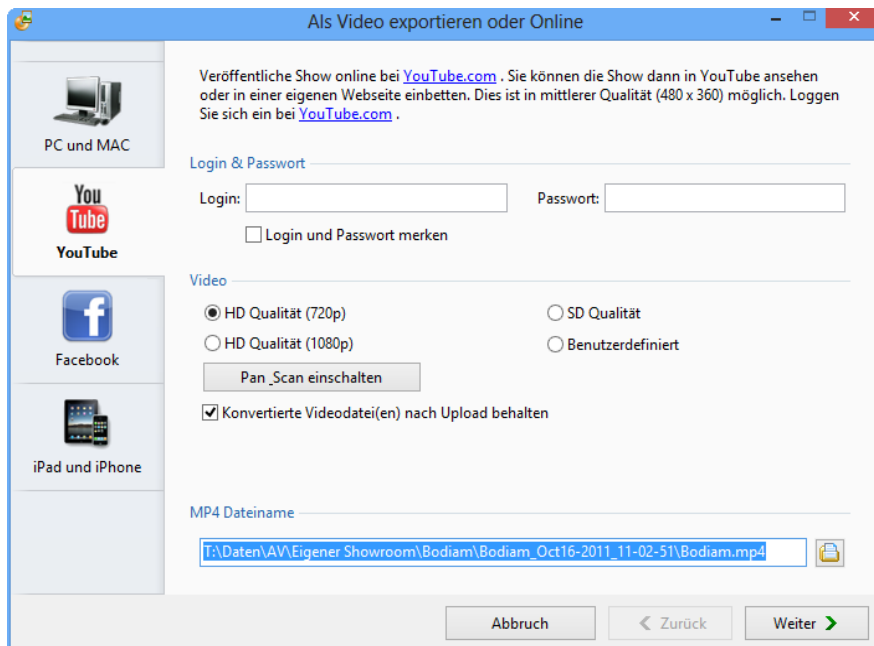 Als Video exportieren oder Online
PC und MAC
You
Tube
YouTube
Facebook
iPad und iPhone
Veröffentliche Show online bei YouTube.com . Sie können die Show dann in YouTube ansehen
oder in einer eigenen Webseite einbetten. Dies ist in mittlerer Qualität (480 x 360) möglich. Loggen
Sie sich ein bei YouTube.com .
Login & Passwort
Login: Passwort:
Login und Passwort merken
Video
HD Qualität (720p) SD Qualität
HD Qualität (1080p) Benutzerdefiniert
Pan _Scan einschalten
Konvertierte Videodatei(en) nach Upload behalten
MP4 Dateiname
T:\Daten\AV\Eigener Showroom\Bodiam\Bodiam_Oct16-2011_11-02-51\Bodiam.mp4
Abbruch Zurück Weiter